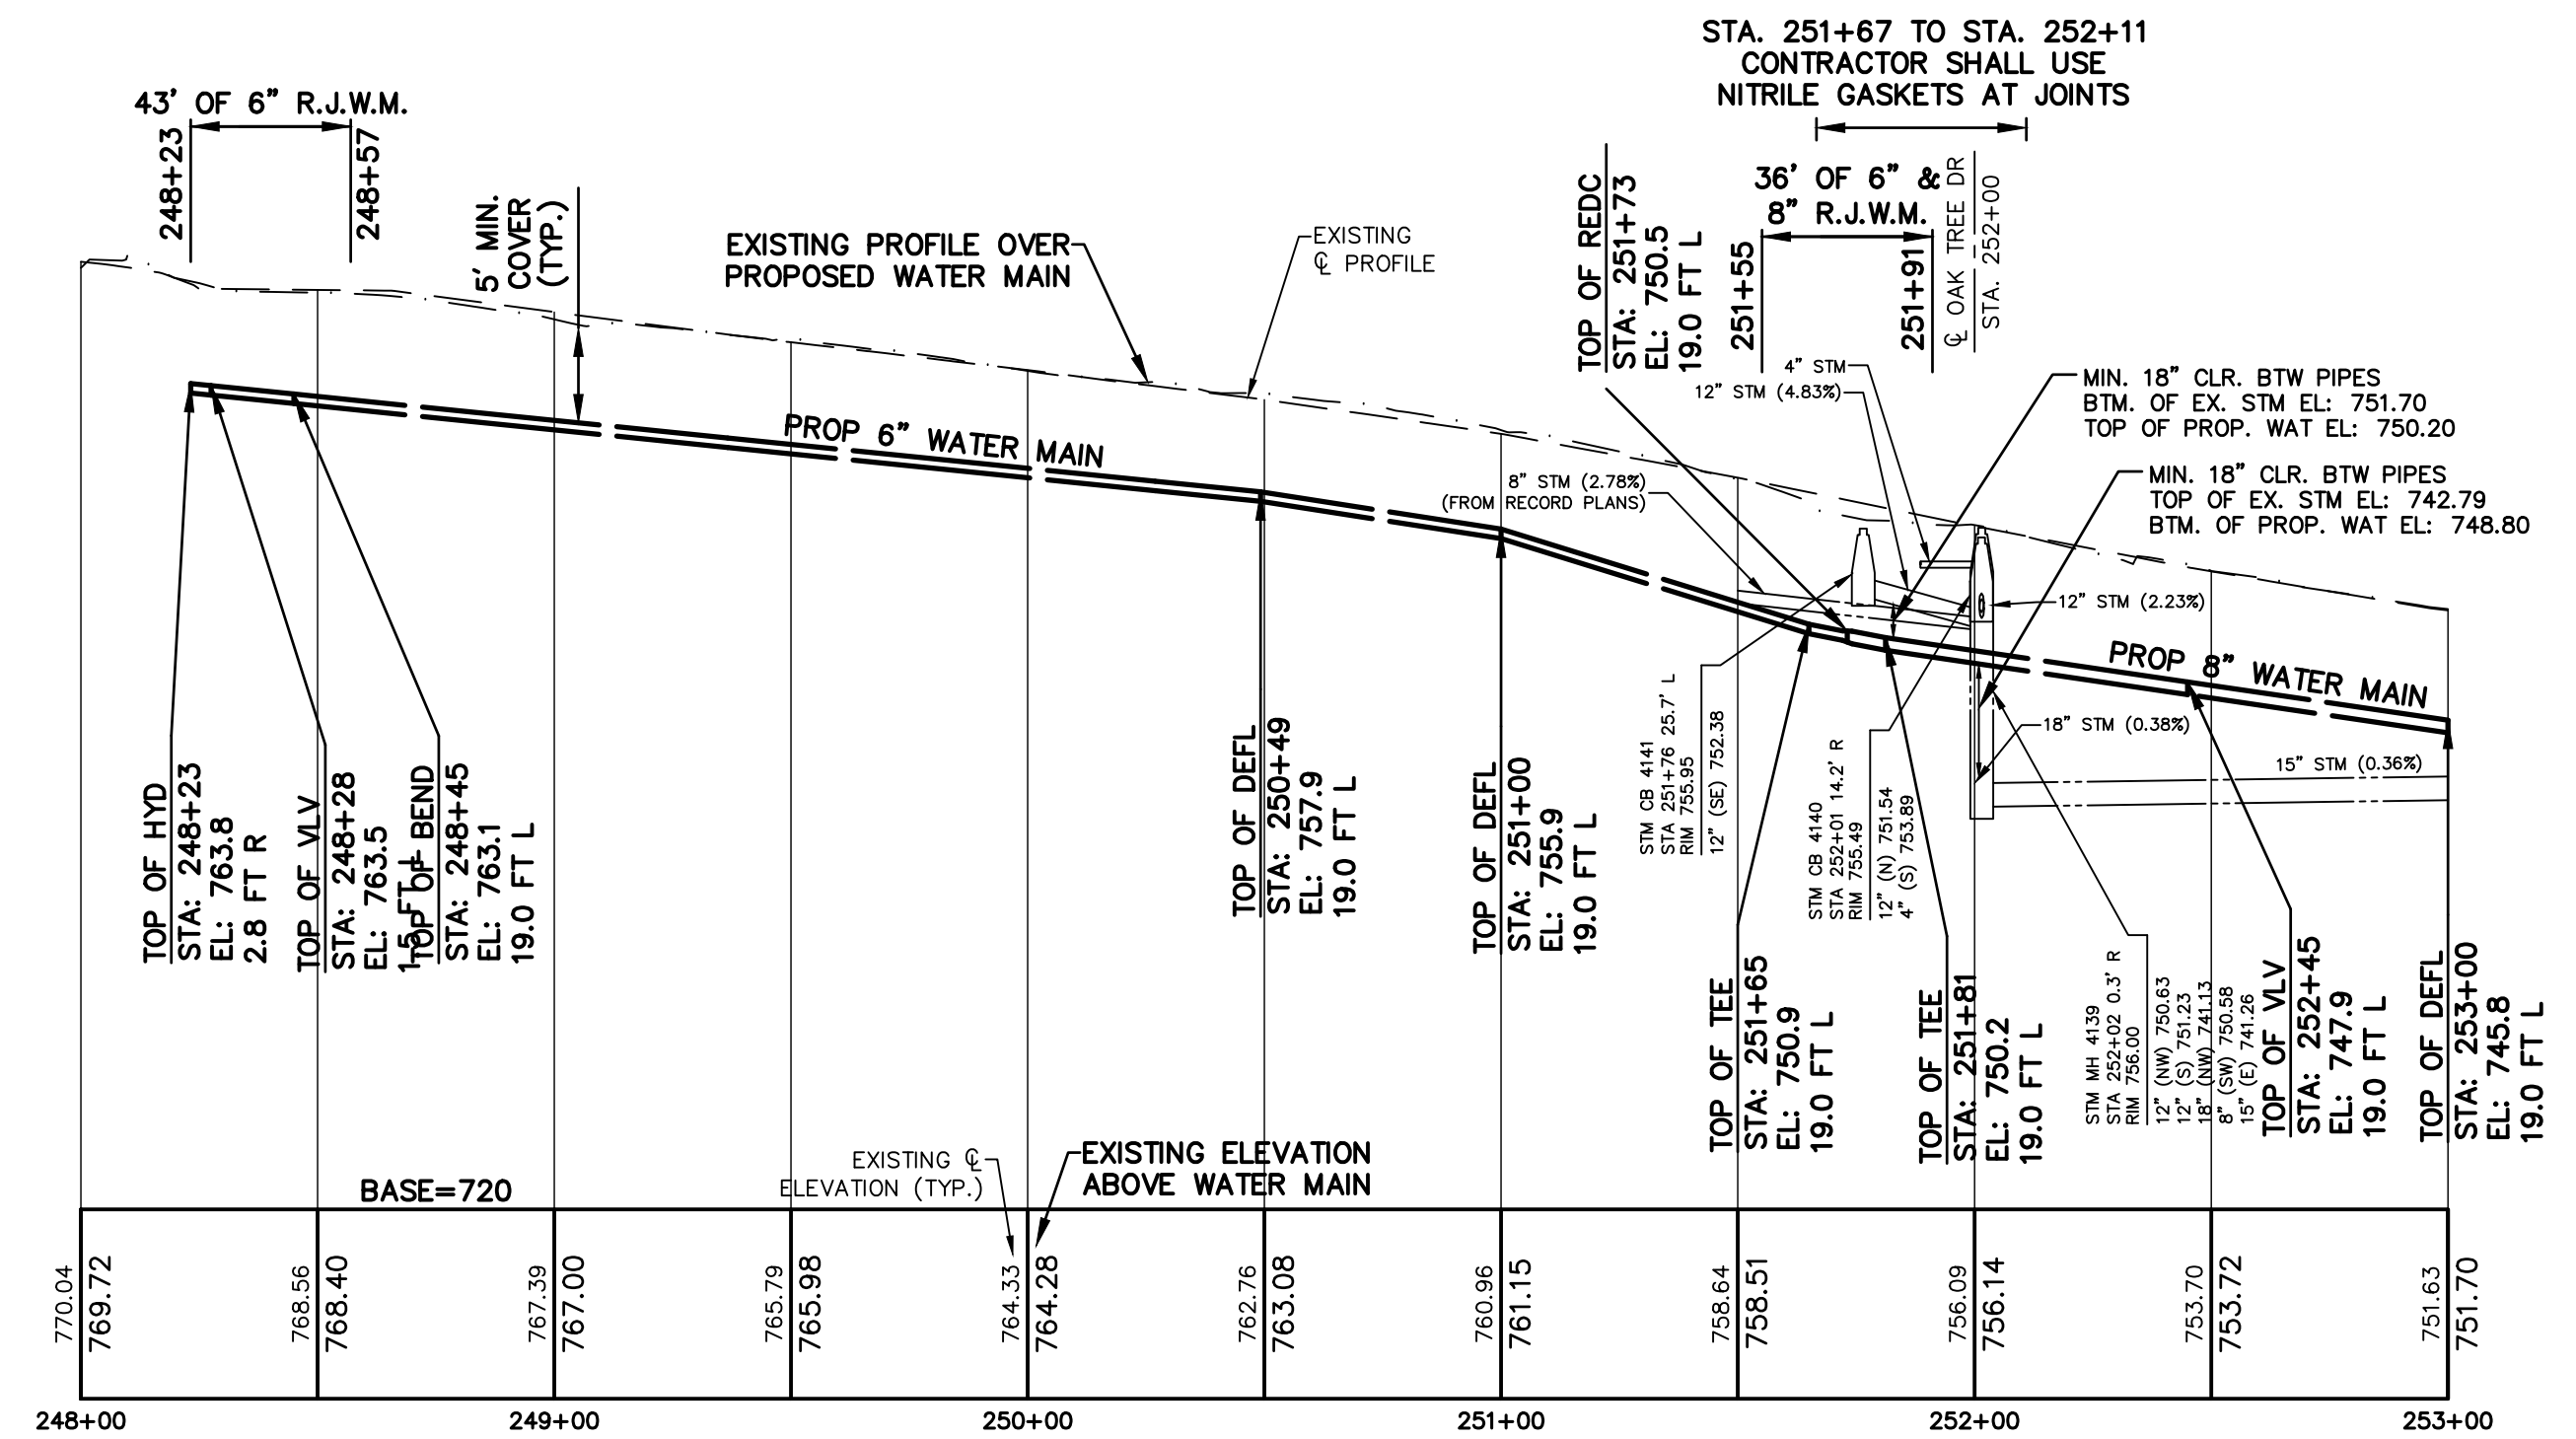 STA. 251+67 TO STA. 252+11
CONTRACTOR SHALL USE
NITRILE GASKETS AT JOINTS
43' OF 6" R.J.W.M.
248+23
248+57
5' MIN.
COVER
(TYP.)
EXISTING PROFILE OVER
PROPOSED WATER MAIN
EXISTING
℄ PROFILE
TOP OF REDC
STA: 251+73
EL: 750.5
19.0 FT L
36' OF 6" &
8" R.J.W.M.
251+55
251+91
℄ OAK TREE DR
STA. 252+00
4" STM
12" STM (4.83%)
MIN. 18" CLR. BTW PIPES
BTM. OF EX. STM EL: 751.70
TOP OF PROP. WAT EL: 750.20
MIN. 18" CLR. BTW PIPES
TOP OF EX. STM EL: 742.79
BTM. OF PROP. WAT EL: 748.80
PROP 6" WATER MAIN
8" STM (2.78%)
(FROM RECORD PLANS)
12" STM (2.23%)
PROP 8" WATER MAIN
18" STM (0.38%)
15" STM (0.36%)
TOP OF HYD
STA: 248+23
EL: 763.8
2.8 FT R
TOP OF VLV
STA: 248+28
EL: 763.5
1.5 FT L
TOP OF BEND
STA: 248+45
EL: 763.1
19.0 FT L
TOP OF DEFL
STA: 250+49
EL: 757.9
19.0 FT L
TOP OF DEFL
STA: 251+00
EL: 755.9
19.0 FT L
STM CB 4141
STA 251+76 25.7' L
RIM 755.95
12" (SE) 752.38
STM CB 4140
STA 252+01 14.2' R
RIM 755.49
12" (N) 751.54
4" (S) 753.89
TOP OF TEE
STA: 251+65
EL: 750.9
19.0 FT L
TOP OF TEE
STA: 251+81
EL: 750.2
19.0 FT L
STM MH 4139
STA 252+02 0.3' R
RIM 756.00
12" (NW) 750.63
12" (S) 751.23
18" (NW) 741.13
8" (SW) 750.58
15" (E) 741.26
TOP OF VLV
STA: 252+45
EL: 747.9
19.0 FT L
TOP OF DEFL
STA: 253+00
EL: 745.8
19.0 FT L
BASE=720
EXISTING ℄
ELEVATION (TYP.)
EXISTING ELEVATION
ABOVE WATER MAIN
770.04
769.72
768.56
768.40
767.39
767.00
765.79
765.98
764.33
764.28
762.76
763.08
760.96
761.15
758.64
758.51
756.09
756.14
753.70
753.72
751.63
751.70
248+00
249+00
250+00
251+00
252+00
253+00